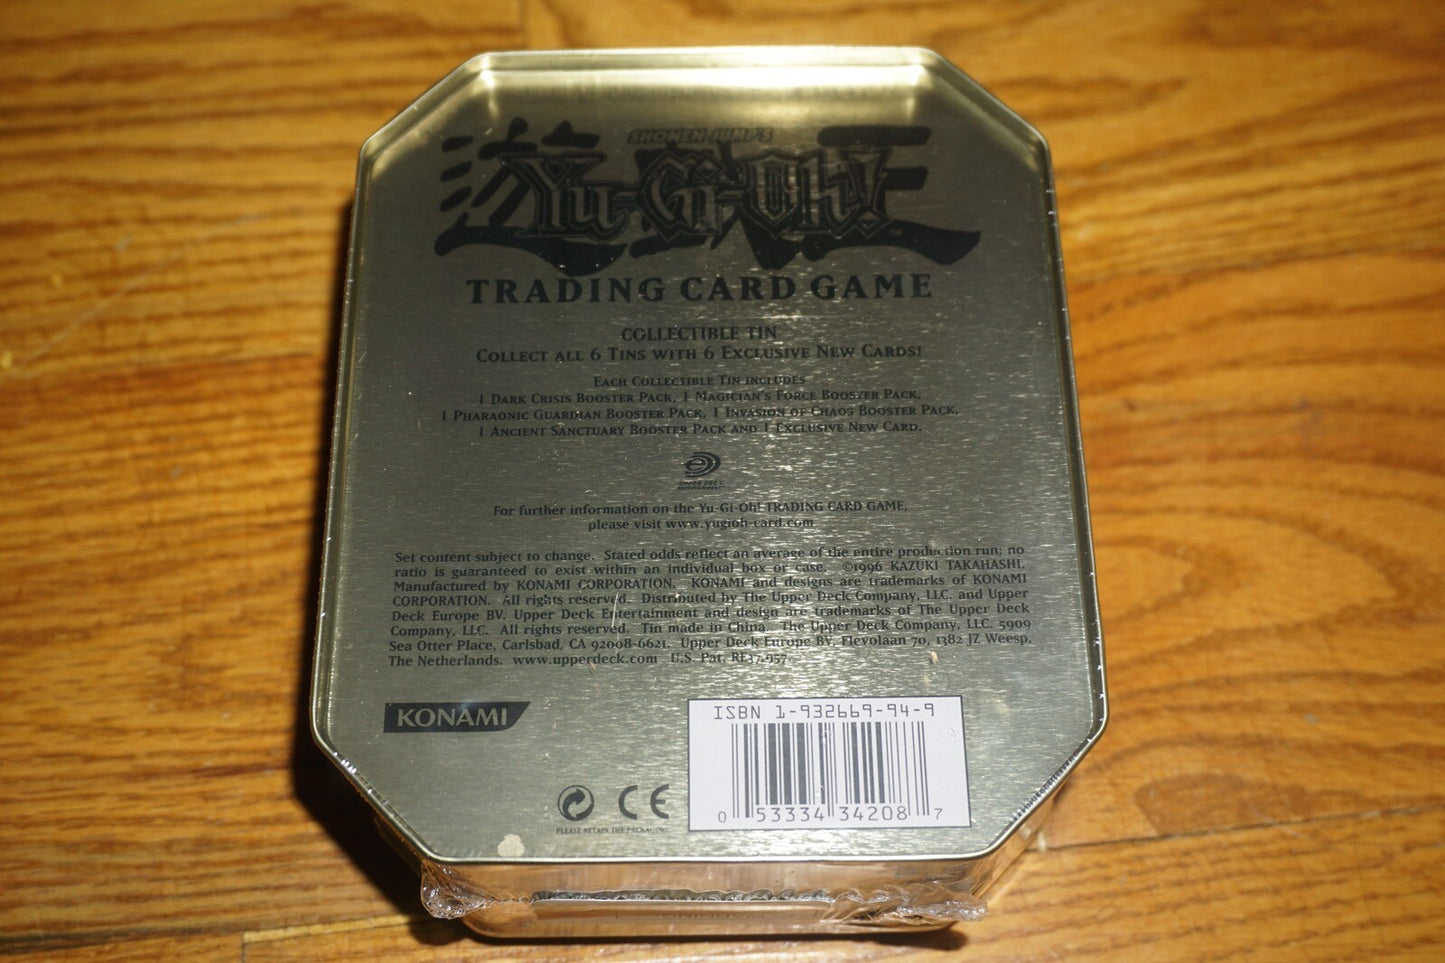 SHONEN JUMP'S
Yu-Gi-Oh!™
TRADING CARD GAME
COLLECTIBLE TIN
COLLECT ALL 6 TINS WITH 6 EXCLUSIVE NEW CARDS!
EACH COLLECTIBLE TIN INCLUDES
1 DARK CRISIS BOOSTER PACK, 1 MAGICIAN'S FORCE BOOSTER PACK,
1 PHARAONIC GUARDIAN BOOSTER PACK, 1 INVASION OF CHAOS BOOSTER PACK,
1 ANCIENT SANCTUARY BOOSTER PACK AND 1 EXCLUSIVE NEW CARD.
UPPER DECK
ENTERTAINMENT
For further information on the Yu-Gi-Oh! TRADING CARD GAME,
please visit www.yugioh-card.com
Set content subject to change. Stated odds reflect an average of the entire production run; no
ratio is guaranteed to exist within an individual box or case. ©1996 KAZUKI TAKAHASHI.
Manufactured by KONAMI CORPORATION. KONAMI and designs are trademarks of KONAMI
CORPORATION. All rights reserved. Distributed by The Upper Deck Company, LLC. and Upper
Deck Europe BV. Upper Deck Entertainment and design are trademarks of The Upper Deck
Company, LLC. All rights reserved. Tin made in China. The Upper Deck Company, LLC. 5909
Sea Otter Place, Carlsbad, CA 92008-6621. Upper Deck Europe BV, Flevolaan 70, 1382 JZ Weesp,
The Netherlands. www.upperdeck.com U.S. Pat. RE37,957.
KONAMI
ISBN 1-932669-94-9
CE
PLEASE RETAIN THE PACKAGING.
0 53334 34208 7
WARNING